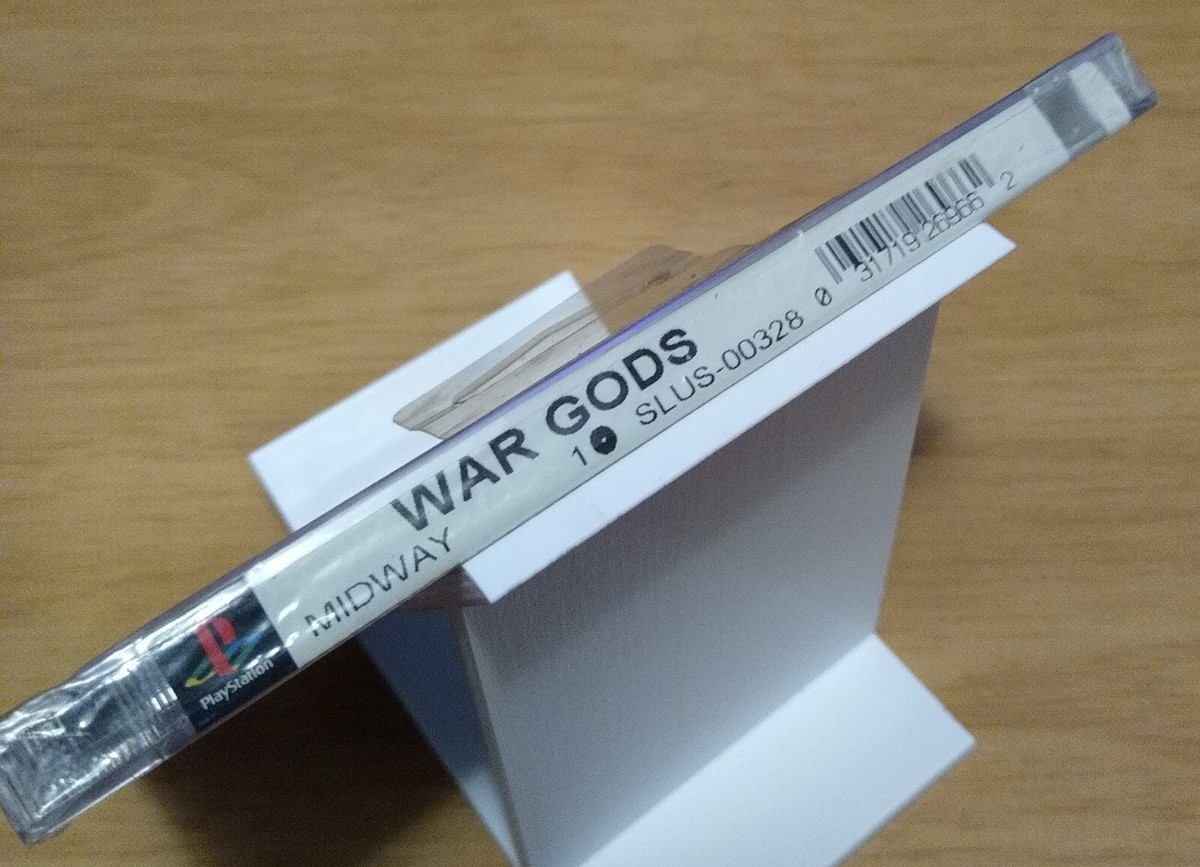 PlayStation
MIDWAY
WAR GODS
1
SLUS-00328
0 31719 26966 2